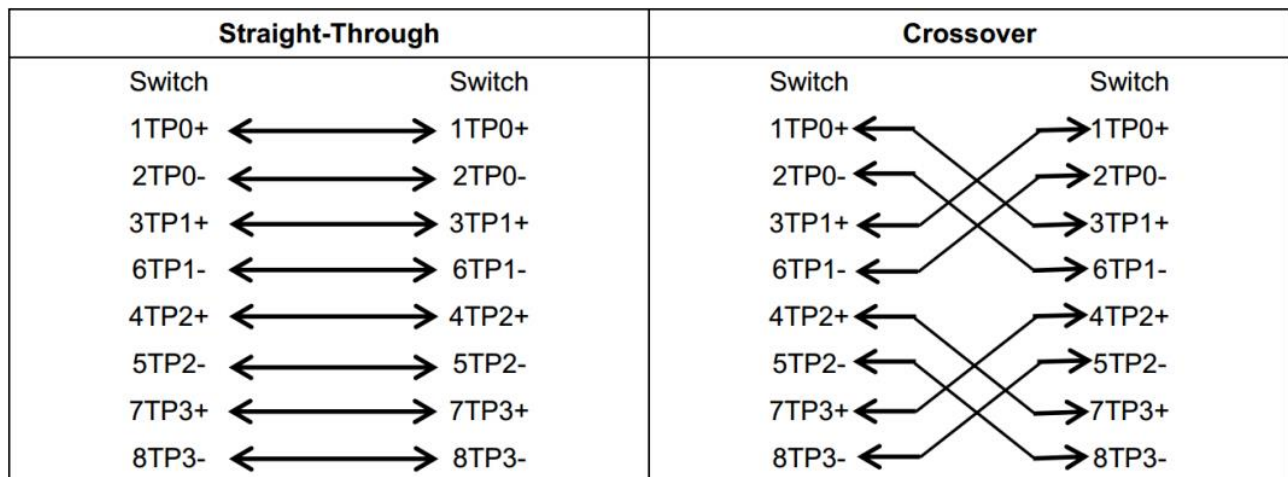 Straight-Through Crossover
Switch Switch Switch Switch
1TP0+ 1TP0+ 1TP0+ 1TP0+
2TP0- 2TP0- 2TP0- 2TP0-
3TP1+ 3TP1+ 3TP1+ 3TP1+
6TP1- 6TP1- 6TP1- 6TP1-
4TP2+ 4TP2+ 4TP2+ 4TP2+
5TP2- 5TP2- 5TP2- 5TP2-
7TP3+ 7TP3+ 7TP3+ 7TP3+
8TP3- 8TP3- 8TP3- 8TP3-